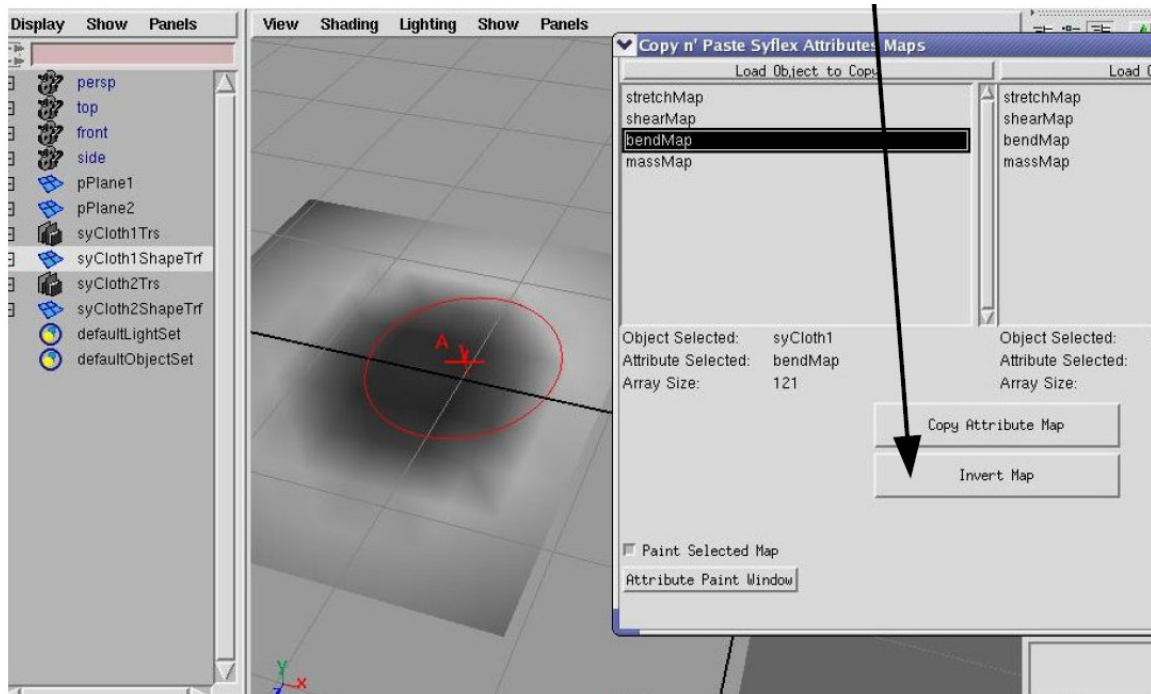 Display Show Panels
persp
top
front
side
pPlane1
pPlane2
syCloth1Trs
syCloth1ShapeTrf
syCloth2Trs
syCloth2ShapeTrf
defaultLightSet
defaultObjectSet
View Shading Lighting Show Panels
A
y
x
z
Copy n' Paste Syflex Attributes Maps
Load Object to Copy
stretchMap
shearMap
bendMap
massMap
Object Selected: syCloth1
Attribute Selected: bendMap
Array Size: 121
Load
stretchMap
shearMap
bendMap
massMap
Object Selected:
Attribute Selected:
Array Size:
Copy Attribute Map
Invert Map
Paint Selected Map
Attribute Paint Window